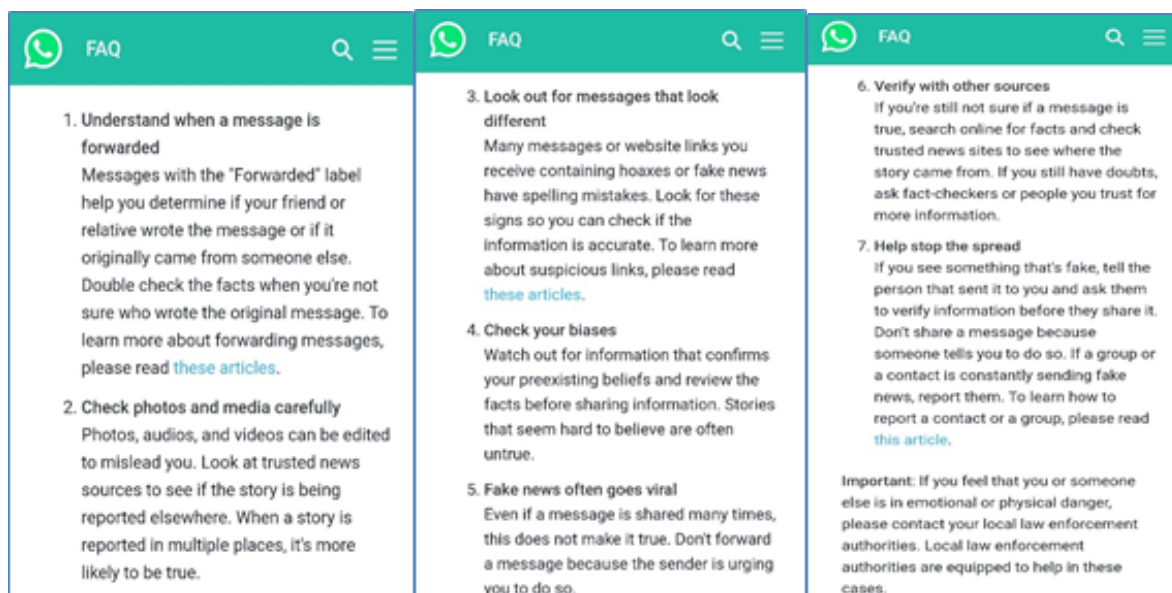 FAQ
1. Understand when a message is
forwarded
Messages with the "Forwarded" label
help you determine if your friend or
relative wrote the message or if it
originally came from someone else.
Double check the facts when you're not
sure who wrote the original message. To
learn more about forwarding messages,
please read these articles.
2. Check photos and media carefully
Photos, audios, and videos can be edited
to mislead you. Look at trusted news
sources to see if the story is being
reported elsewhere. When a story is
reported in multiple places, it's more
likely to be true.
FAQ
3. Look out for messages that look
different
Many messages or website links you
receive containing hoaxes or fake news
have spelling mistakes. Look for these
signs so you can check if the
information is accurate. To learn more
about suspicious links, please read
these articles.
4. Check your biases
Watch out for information that confirms
your preexisting beliefs and review the
facts before sharing information. Stories
that seem hard to believe are often
untrue.
5. Fake news often goes viral
Even if a message is shared many times,
this does not make it true. Don't forward
a message because the sender is urging
you to do so.
FAQ
6. Verify with other sources
If you're still not sure if a message is
true, search online for facts and check
trusted news sites to see where the
story came from. If you still have doubts,
ask fact-checkers or people you trust for
more information.
7. Help stop the spread
If you see something that's fake, tell the
person that sent it to you and ask them
to verify information before they share it.
Don't share a message because
someone tells you to do so. If a group or
a contact is constantly sending fake
news, report them. To learn how to
report a contact or a group, please read
this article.
Important: If you feel that you or someone
else is in emotional or physical danger,
please contact your local law enforcement
authorities. Local law enforcement
authorities are equipped to help in these
cases.